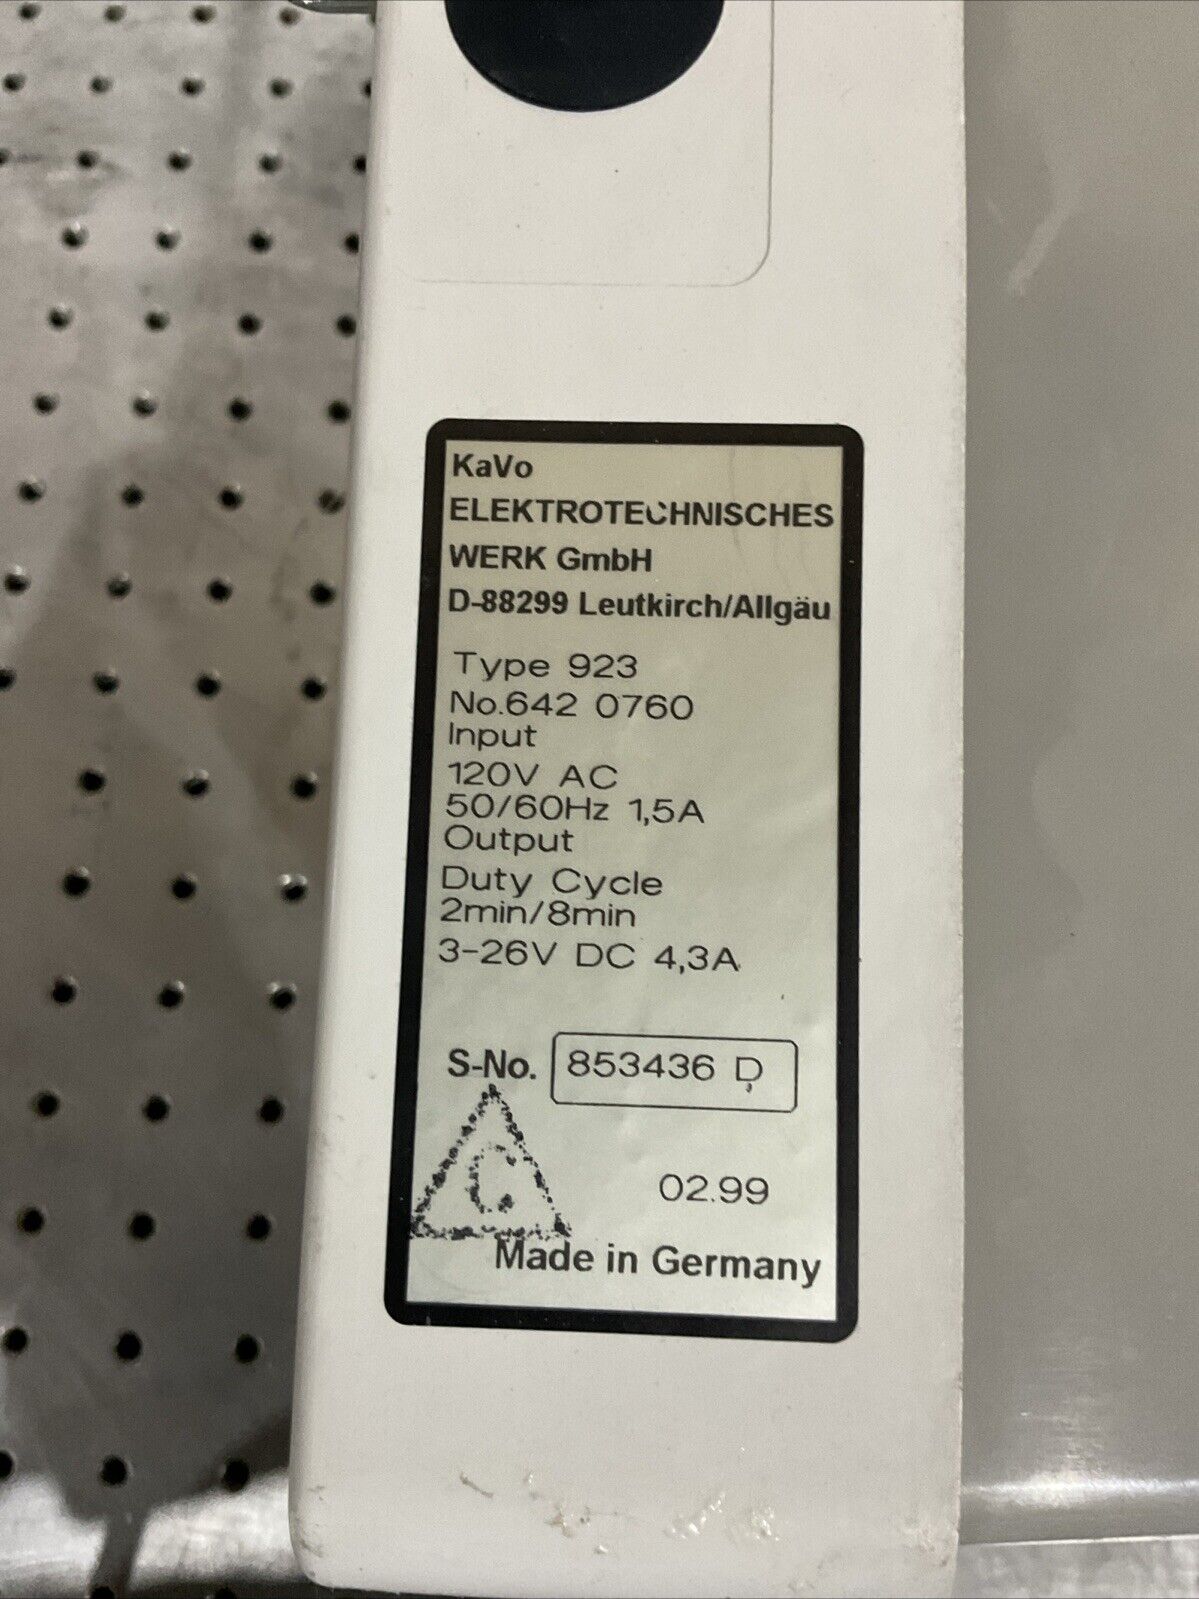 KaVo
ELEKTROTECHNISCHES
WERK GmbH
D-88299 Leutkirch/Allgäu
Type 923
No.642 0760
Input
120V AC
50/60Hz 1,5A
Output
Duty Cycle
2min/8min
3-26V DC 4,3A
S-No. 853436 D
C
02.99
Made in Germany